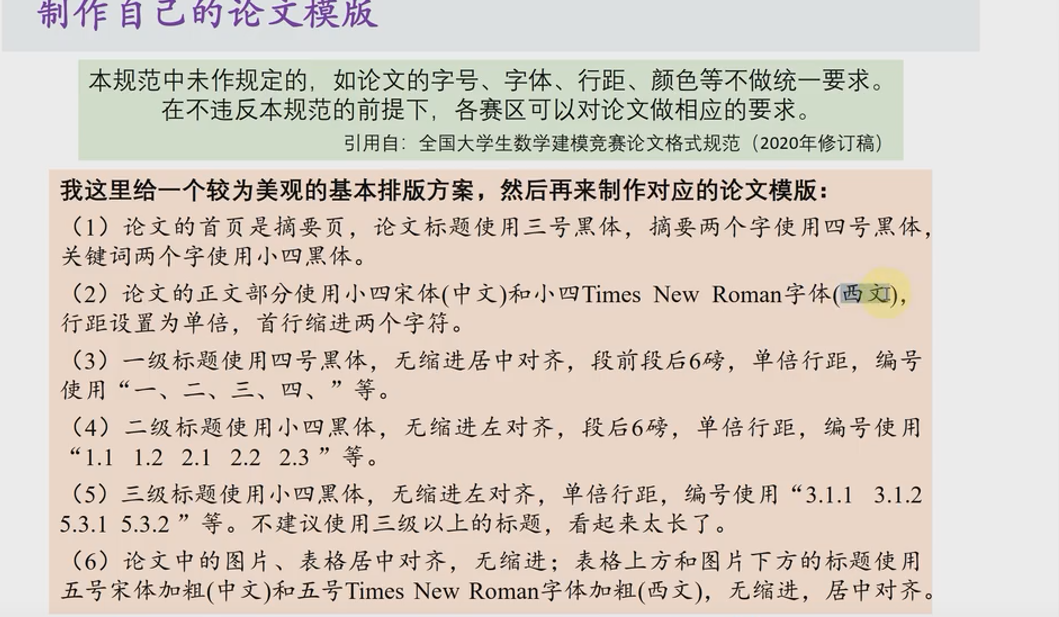 制作自己的论文模版
本规范中未作规定的，如论文的字号、字体、行距、颜色等不做统一要求。
在不违反本规范的前提下，各赛区可以对论文做相应的要求。
引用自：全国大学生数学建模竞赛论文格式规范（2020年修订稿）
我这里给一个较为美观的基本排版方案，然后再来制作对应的论文模版：
（1）论文的首页是摘要页，论文标题使用三号黑体，摘要两个字使用四号黑体，
关键词两个字使用小四黑体。
（2）论文的正文部分使用小四宋体(中文)和小四Times New Roman字体(西文)，
行距设置为单倍，首行缩进两个字符。
（3）一级标题使用四号黑体，无缩进居中对齐，段前段后6磅，单倍行距，编号
使用“一、二、三、四、”等。
（4）二级标题使用小四黑体，无缩进左对齐，段后6磅，单倍行距，编号使用
“1.1 1.2 2.1 2.2 2.3 ”等。
（5）三级标题使用小四黑体，无缩进左对齐，单倍行距，编号使用“3.1.1 3.1.2
5.3.1 5.3.2 ”等。不建议使用三级以上的标题，看起来太长了。
（6）论文中的图片、表格居中对齐，无缩进；表格上方和图片下方的标题使用
五号宋体加粗(中文)和五号Times New Roman字体加粗(西文)，无缩进，居中对齐。